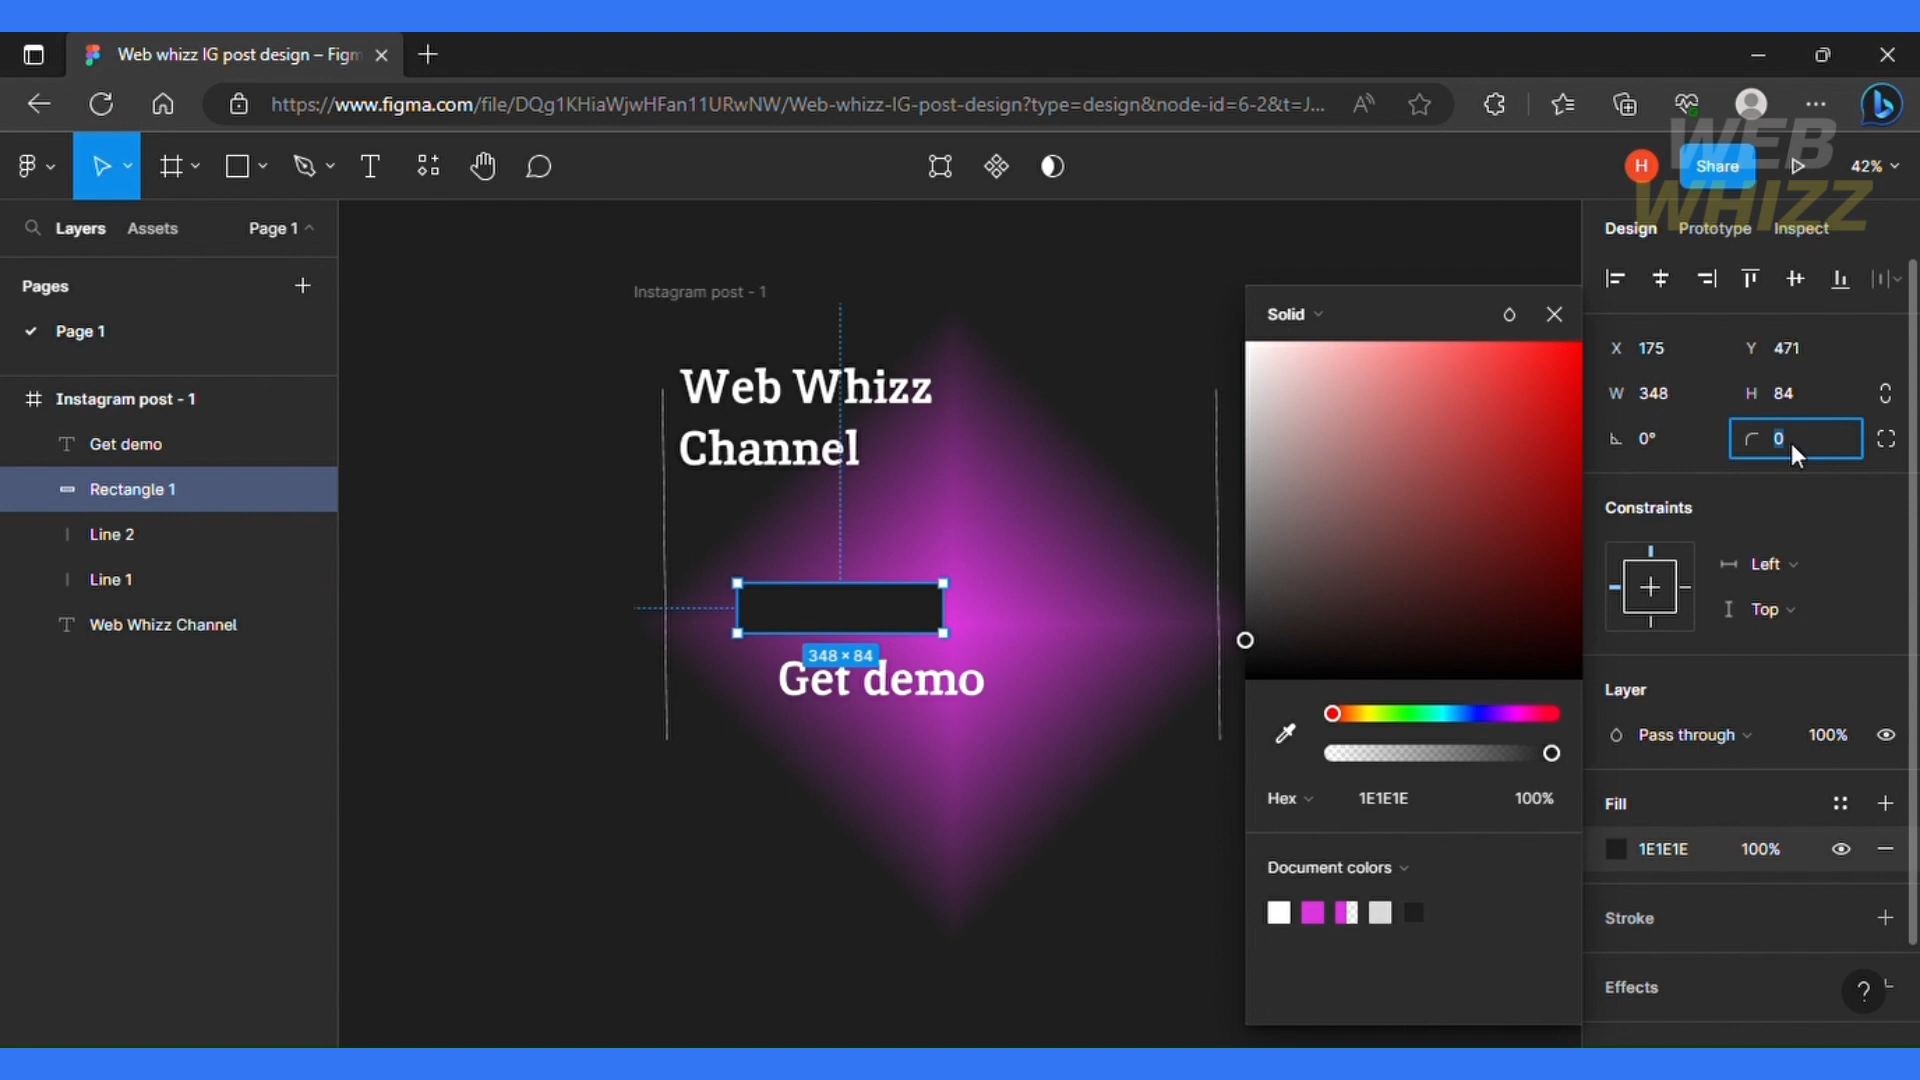 Web whizz IG post design – Figm
https://www.figma.com/file/DQg1KHiaWjwHFan11URwNW/Web-whizz-IG-post-design?type=design&node-id=6-2&t=J...
H
Share
42%
WEB
WHIZZ
Layers
Assets
Page 1
Design
Prototype
Inspect
Pages
Page 1
Instagram post - 1
Get demo
Rectangle 1
Line 2
Line 1
Web Whizz Channel
Instagram post - 1
Web Whizz
Channel
348 × 84
Get demo
Solid
Hex
1E1E1E
100%
Document colors
X 175
Y 471
W 348
H 84
0°
0
Constraints
Left
Top
Layer
Pass through
100%
Fill
1E1E1E
100%
Stroke
Effects
?